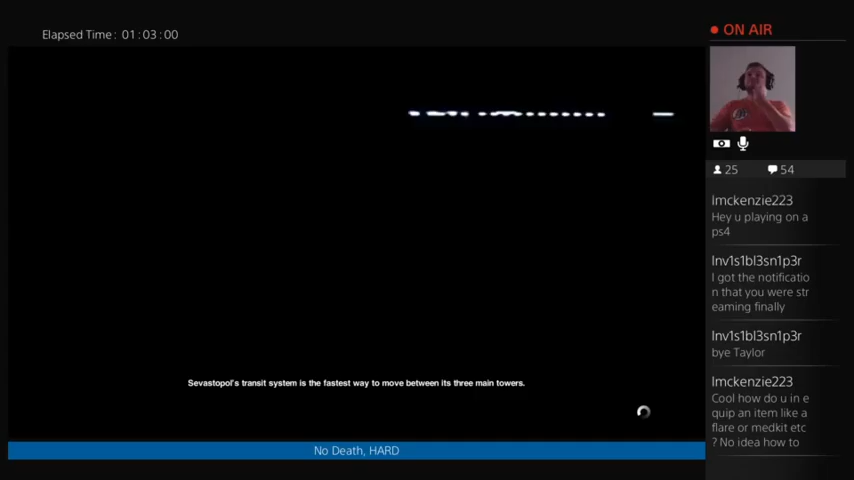 Elapsed Time: 01:03:00
ON AIR
25
54
lmckenzie223
Hey u playing on a
ps4
Inv1s1bl3sn1p3r
I got the notificatio
n that you were str
eaming finally
Inv1s1bl3sn1p3r
bye Taylor
lmckenzie223
Cool how do u in e
quip an item like a
flare or medkit etc
? No idea how to
Sevastopol's transit system is the fastest way to move between its three main towers.
No Death, HARD